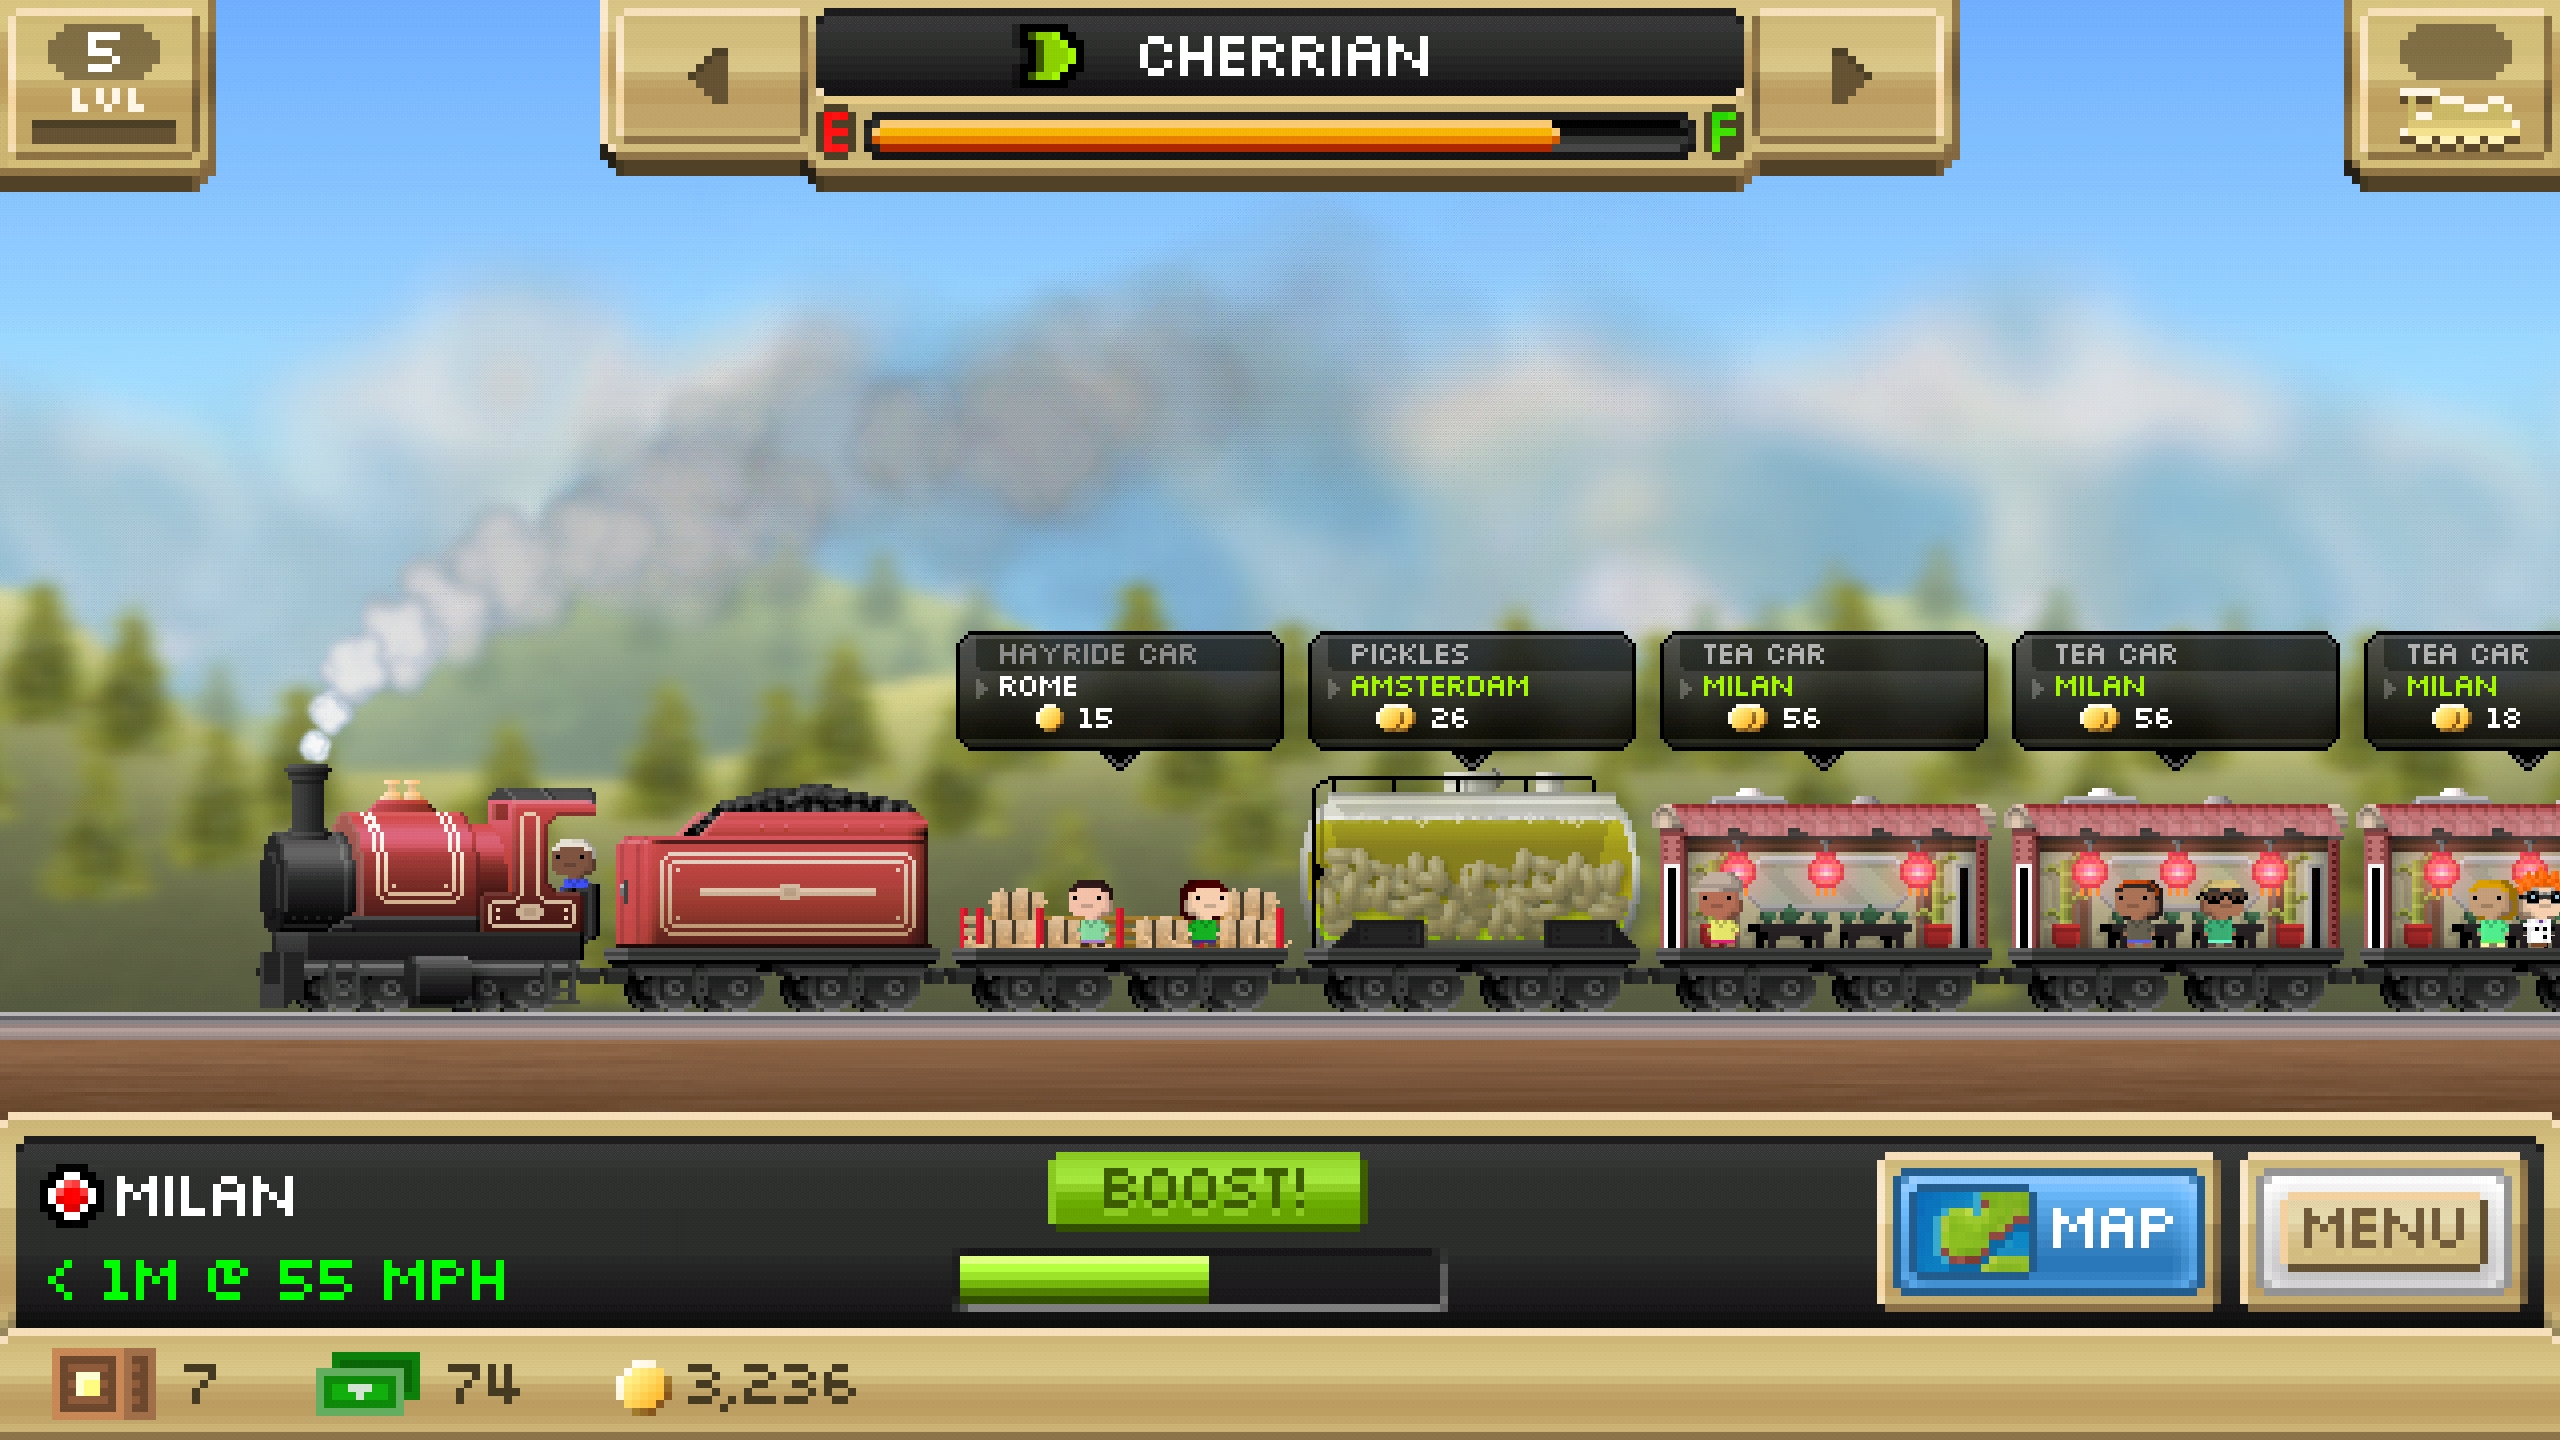 5
LVL
CHERRIAN
E F
HAYRIDE CAR
ROME
15
PICKLES
AMSTERDAM
26
TEA CAR
MILAN
56
TEA CAR
MILAN
56
TEA CAR
MILAN
18
MILAN
< 1M @ 55 MPH
BOOST!
MAP
MENU
7 74 3,236